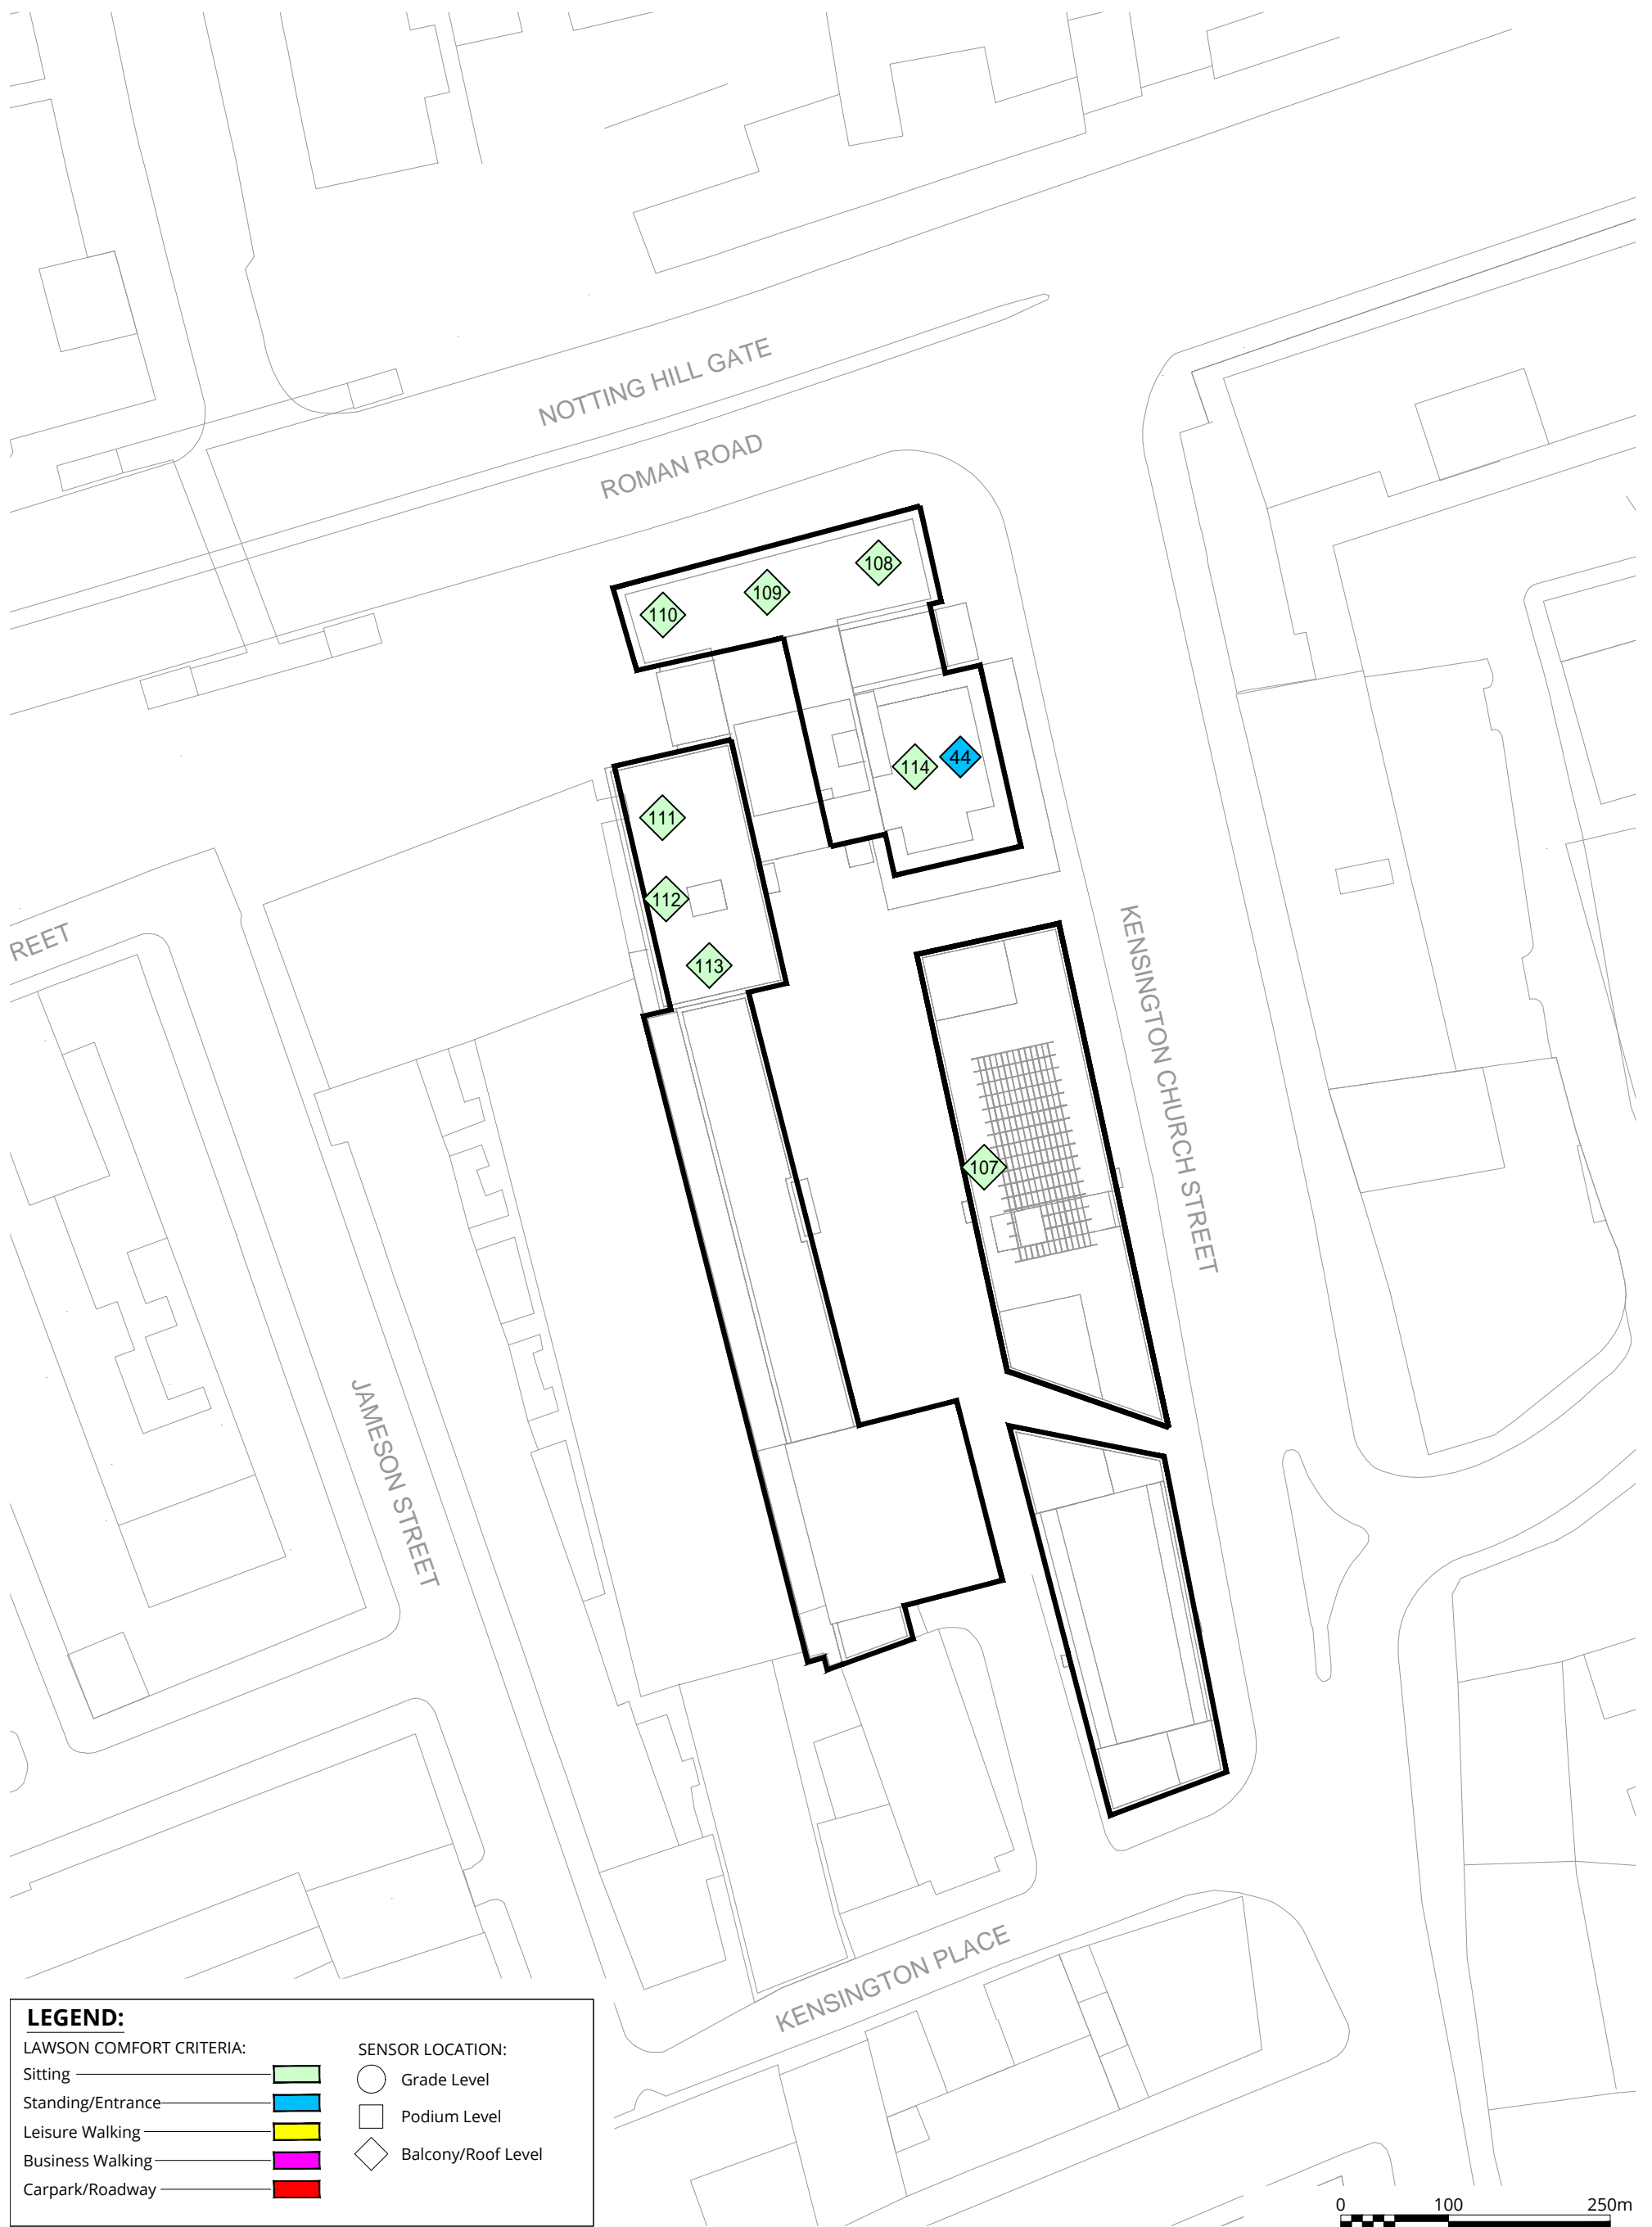 NOTTING HILL GATE
ROMAN ROAD
108
109
110
114
44
111
112
113
REET
KENSINGTON CHURCH STREET
107
JAMESON STREET
KENSINGTON PLACE
LEGEND:
LAWSON COMFORT CRITERIA:
Sitting
Standing/Entrance
Leisure Walking
Business Walking
Carpark/Roadway
SENSOR LOCATION:
Grade Level
Podium Level
Balcony/Roof Level
0 100 250m